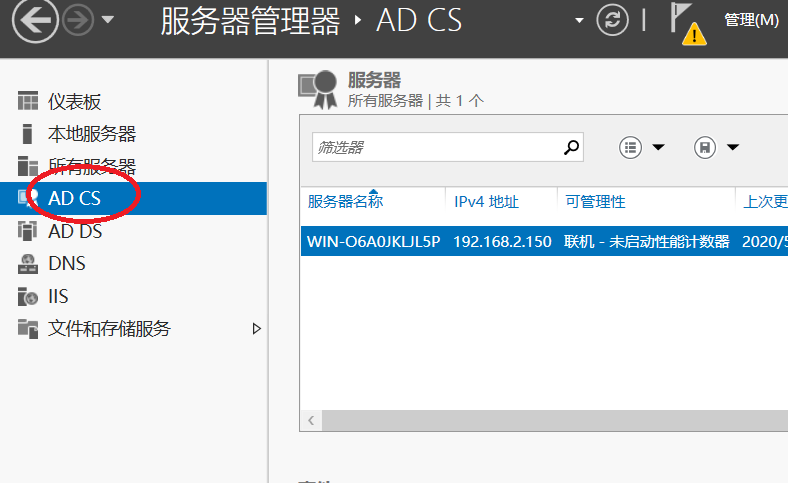 服务器管理器 AD CS 管理(M)
仪表板
本地服务器
所有服务器
AD CS
AD DS
DNS
IIS
文件和存储服务
服务器
所有服务器 | 共 1 个
筛选器
服务器名称 IPv4 地址 可管理性 上次更
WIN-O6A0JKLJL5P 192.168.2.150 联机 - 未启动性能计数器 2020/5